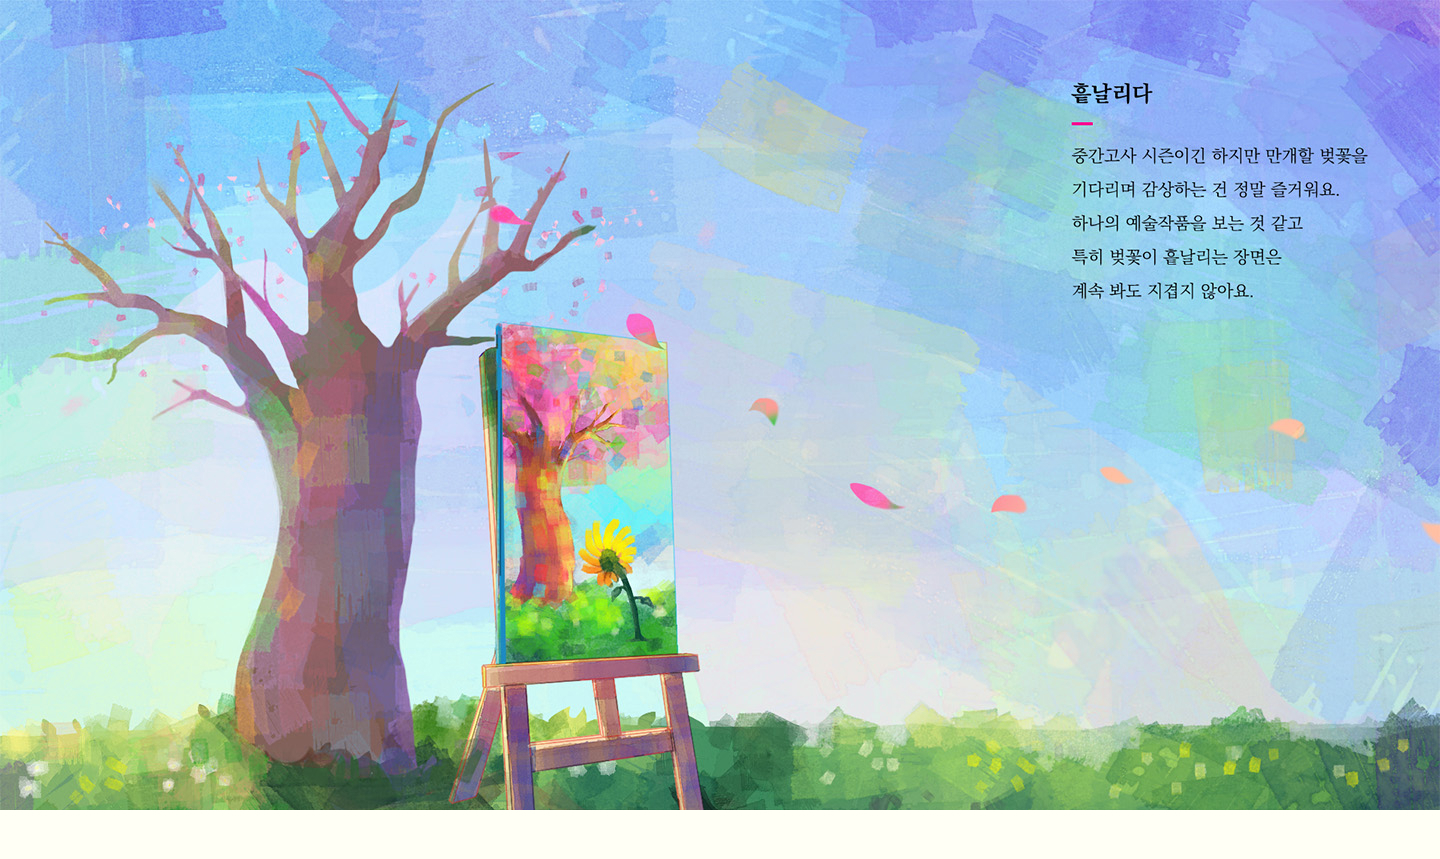 흩날리다
중간고사 시즌이긴 하지만 만개할 벚꽃을
기다리며 감상하는 건 정말 즐거워요.
하나의 예술작품을 보는 것 같고
특히 벚꽃이 흩날리는 장면은
계속 봐도 지겹지 않아요.